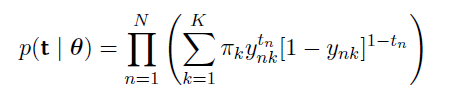 p(𝐭 | θ) = ∏_{n=1}^{N} ( ∑_{k=1}^{K} π_k y_{nk}^{t_n} [1 − y_{nk}]^{1−t_n} )